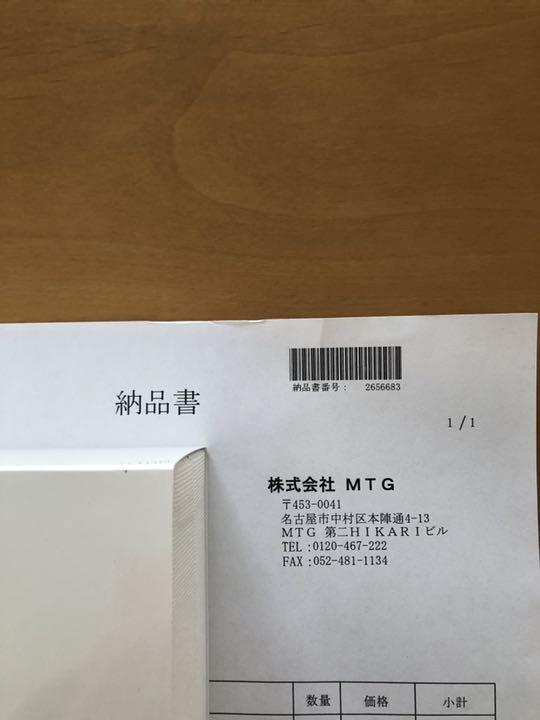 納品書番号： 2656683
納品書
1/1
株式会社 ＭＴＧ
〒453-0041
名古屋市中村区本陣通4-13
ＭＴＧ 第二ＨＩＫＡＲＩビル
TEL：0120-467-222
FAX：052-481-1134
数量 価格 小計